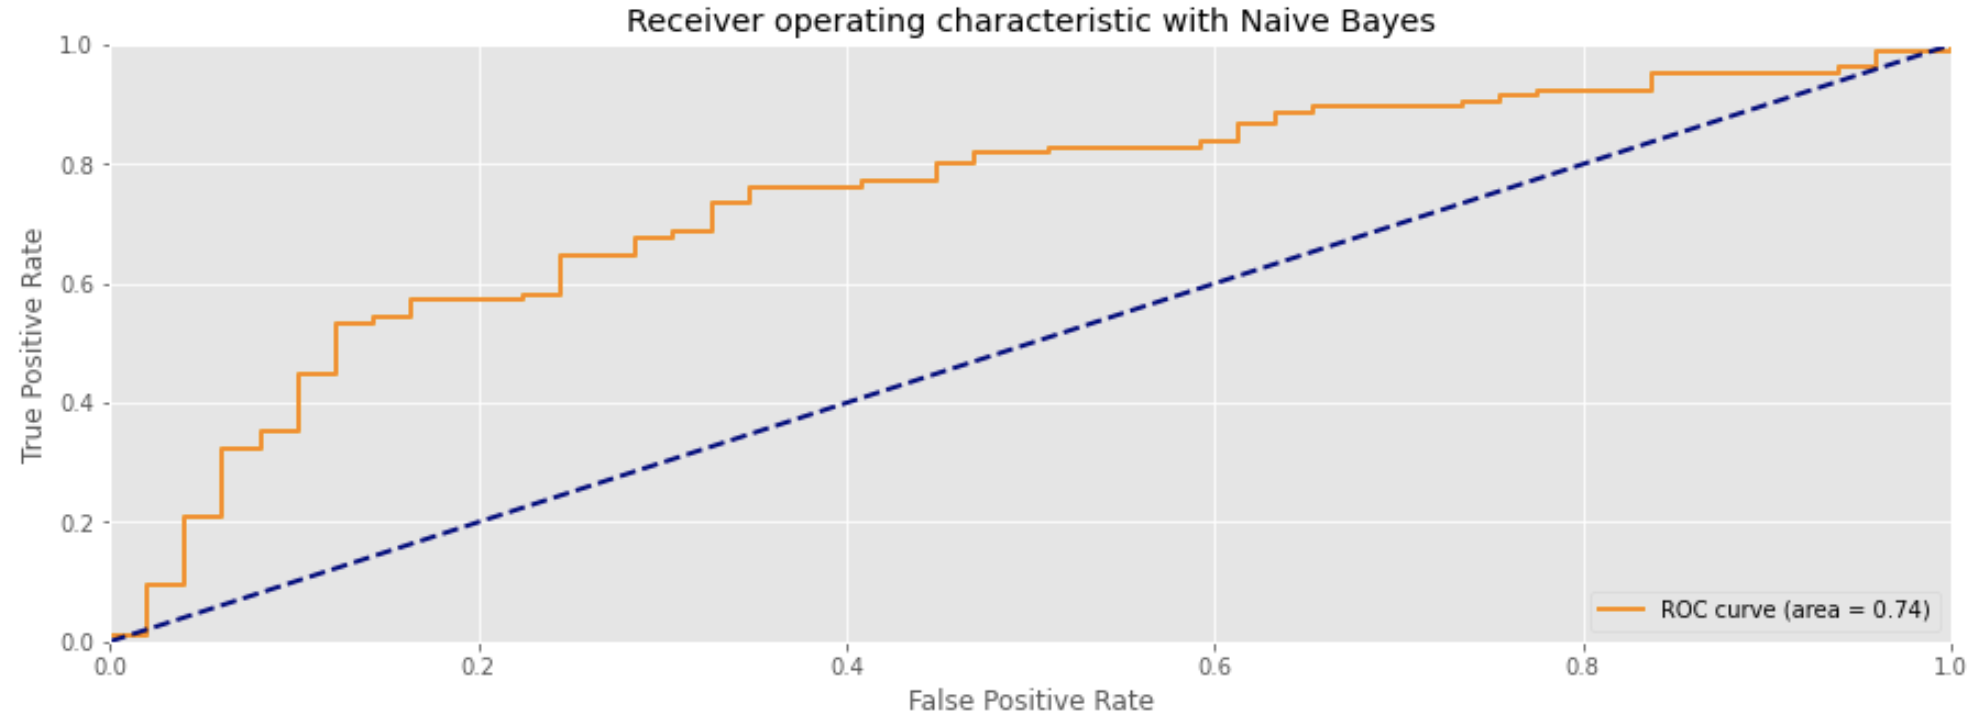 Receiver operating characteristic with Naive Bayes
1.0
0.8
0.6
0.4
0.2
0.0
True Positive Rate
ROC curve (area = 0.74)
0.0 0.2 0.4 0.6 0.8 1.0
False Positive Rate